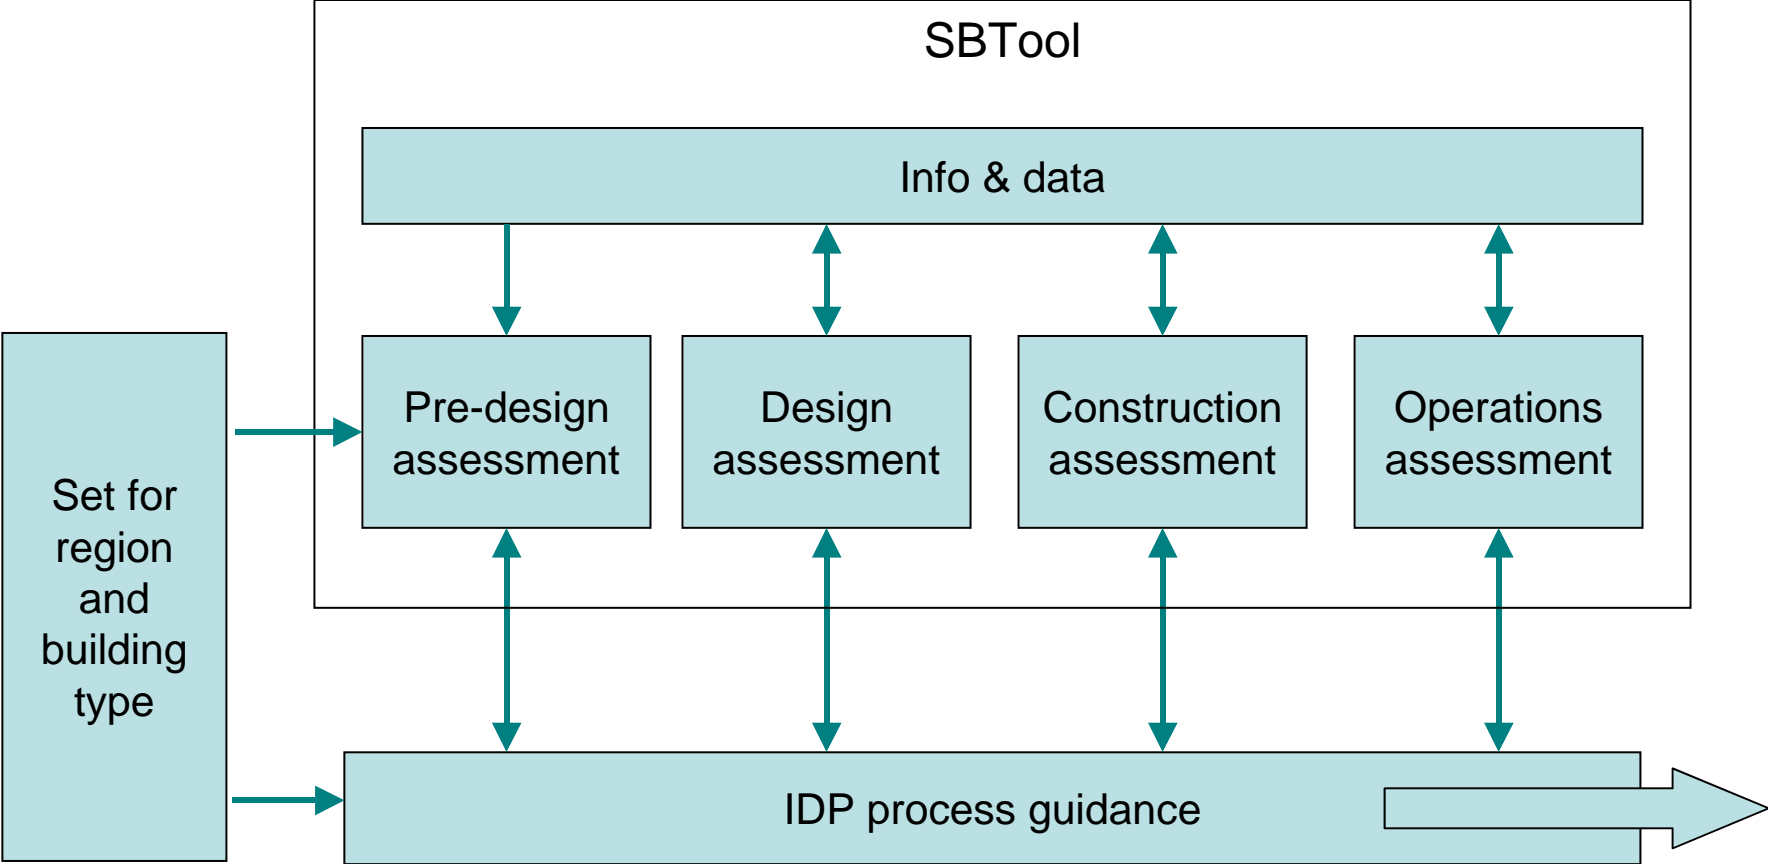 SBTool
Info & data
Pre-design
assessment
Design
assessment
Construction
assessment
Operations
assessment
Set for
region
and
building
type
IDP process guidance